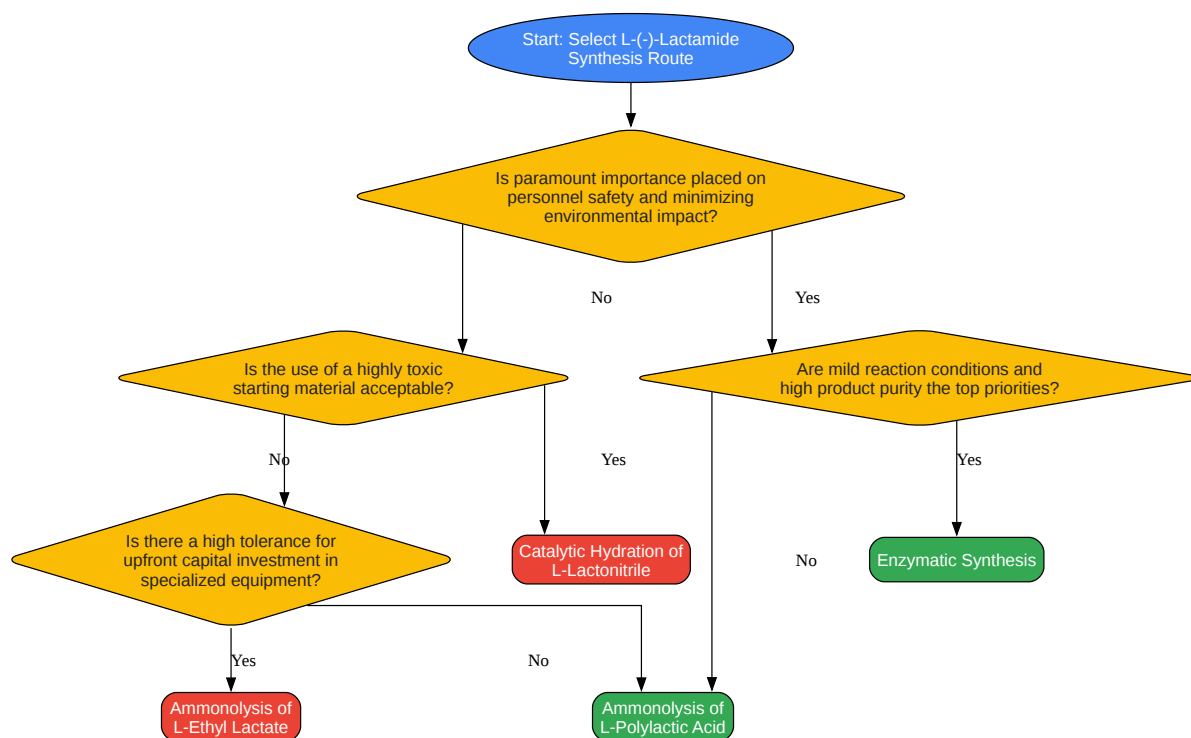 Start: Select L-(-)-Lactamide
Synthesis Route
Is paramount importance placed on
personnel safety and minimizing
environmental impact?
No
Yes
Is the use of a highly toxic
starting material acceptable?
Are mild reaction conditions and
high product purity the top priorities?
No
Yes
Yes
Is there a high tolerance for
upfront capital investment in
specialized equipment?
Catalytic Hydration of
L-Lactonitrile
No
Enzymatic Synthesis
Yes
No
Ammonolysis of
L-Ethyl Lactate
Ammonolysis of
L-Polylactic Acid